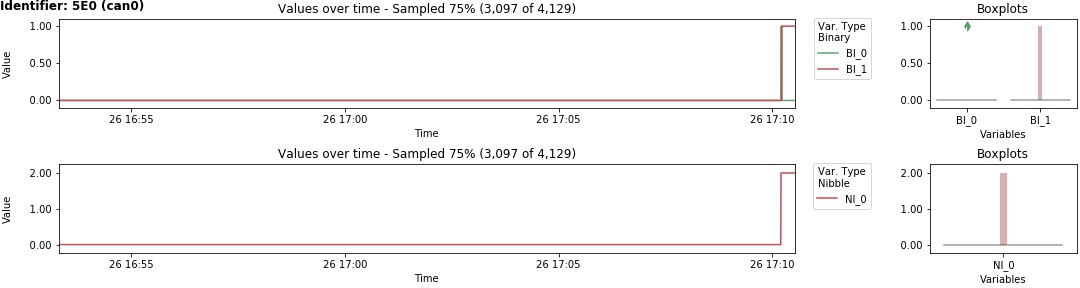 Identifier: 5E0 (can0)
Values over time - Sampled 75% (3,097 of 4,129)
Value
1.00
0.50
0.00
26 16:55
26 17:00
26 17:05
26 17:10
Time
Var. Type
Binary
BI_0
BI_1
Boxplots
1.00
0.50
0.00
BI_0
BI_1
Variables
Values over time - Sampled 75% (3,097 of 4,129)
Value
2.00
1.00
0.00
26 16:55
26 17:00
26 17:05
26 17:10
Time
Var. Type
Nibble
NI_0
Boxplots
2.00
1.00
0.00
NI_0
Variables